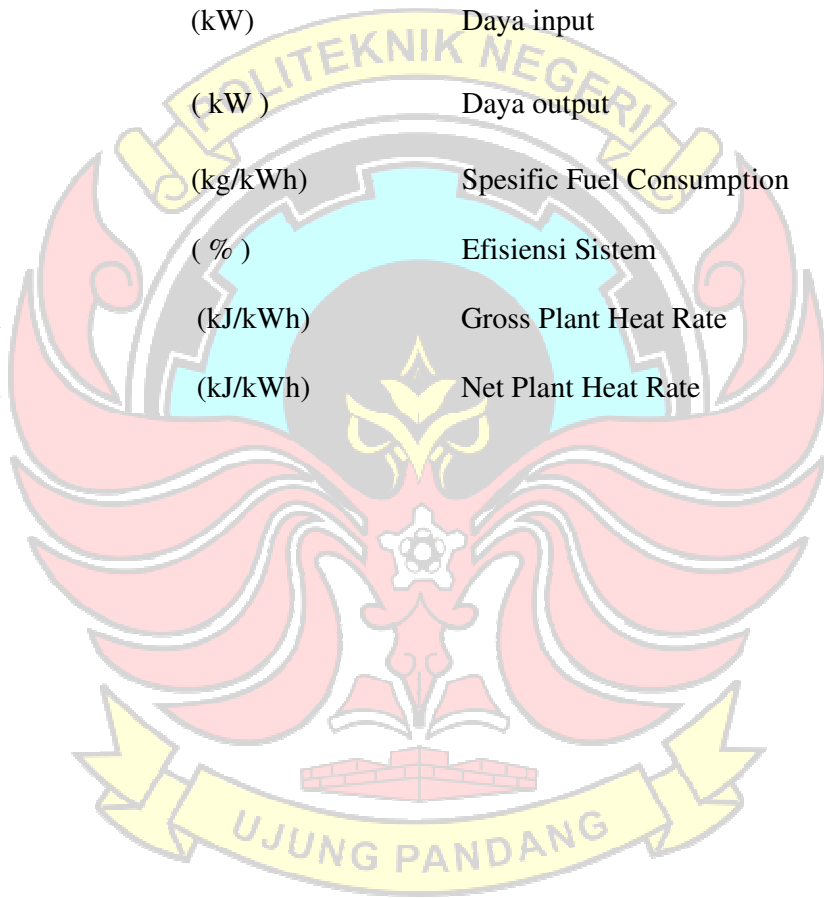 (kW) Daya input
POLITEKNIK NEGERI
( kW ) Daya output
(kg/kWh) Spesific Fuel Consumption
( % ) Efisiensi Sistem
(kJ/kWh) Gross Plant Heat Rate
(kJ/kWh) Net Plant Heat Rate
UJUNG PANDANG